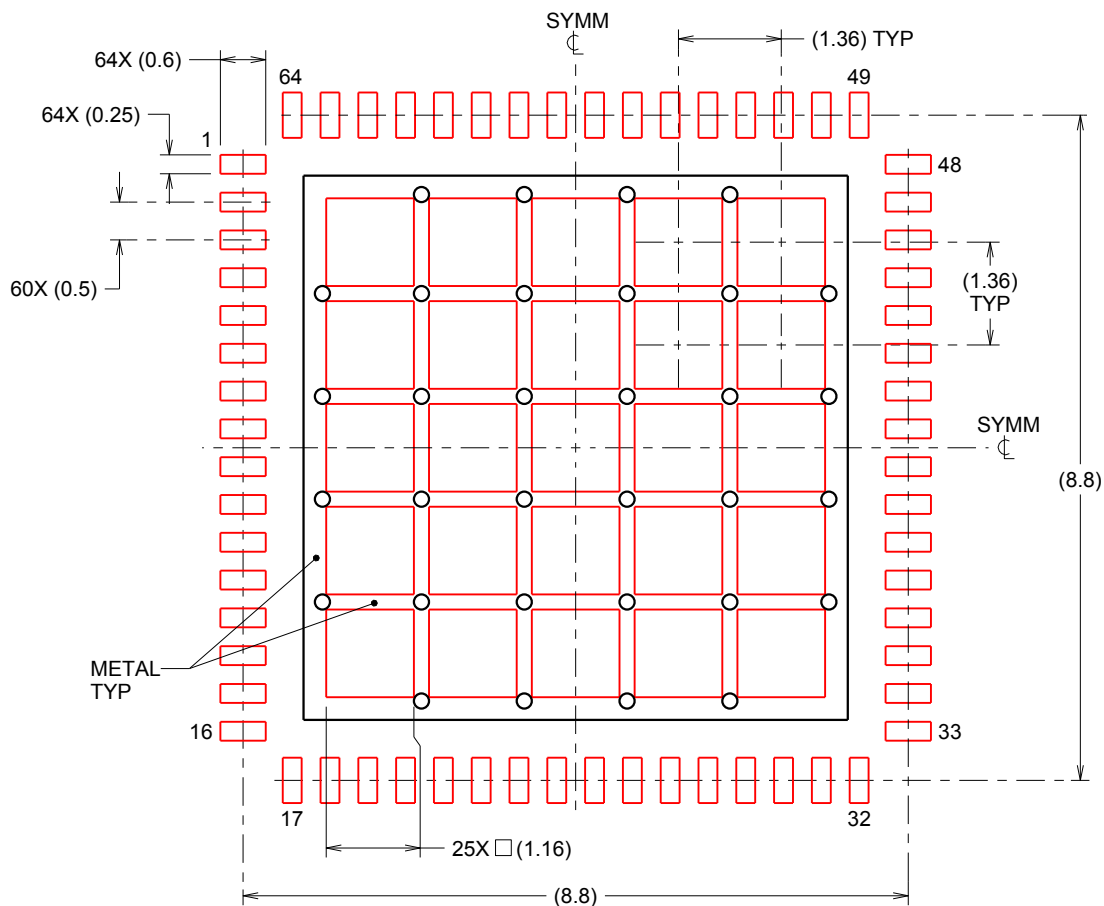 SYMM
℄
(1.36) TYP
64X (0.6)
64
49
64X (0.25)
1
48
60X (0.5)
(1.36)
TYP
SYMM
℄
(8.8)
METAL
TYP
16
33
17
32
25X □ (1.16)
(8.8)